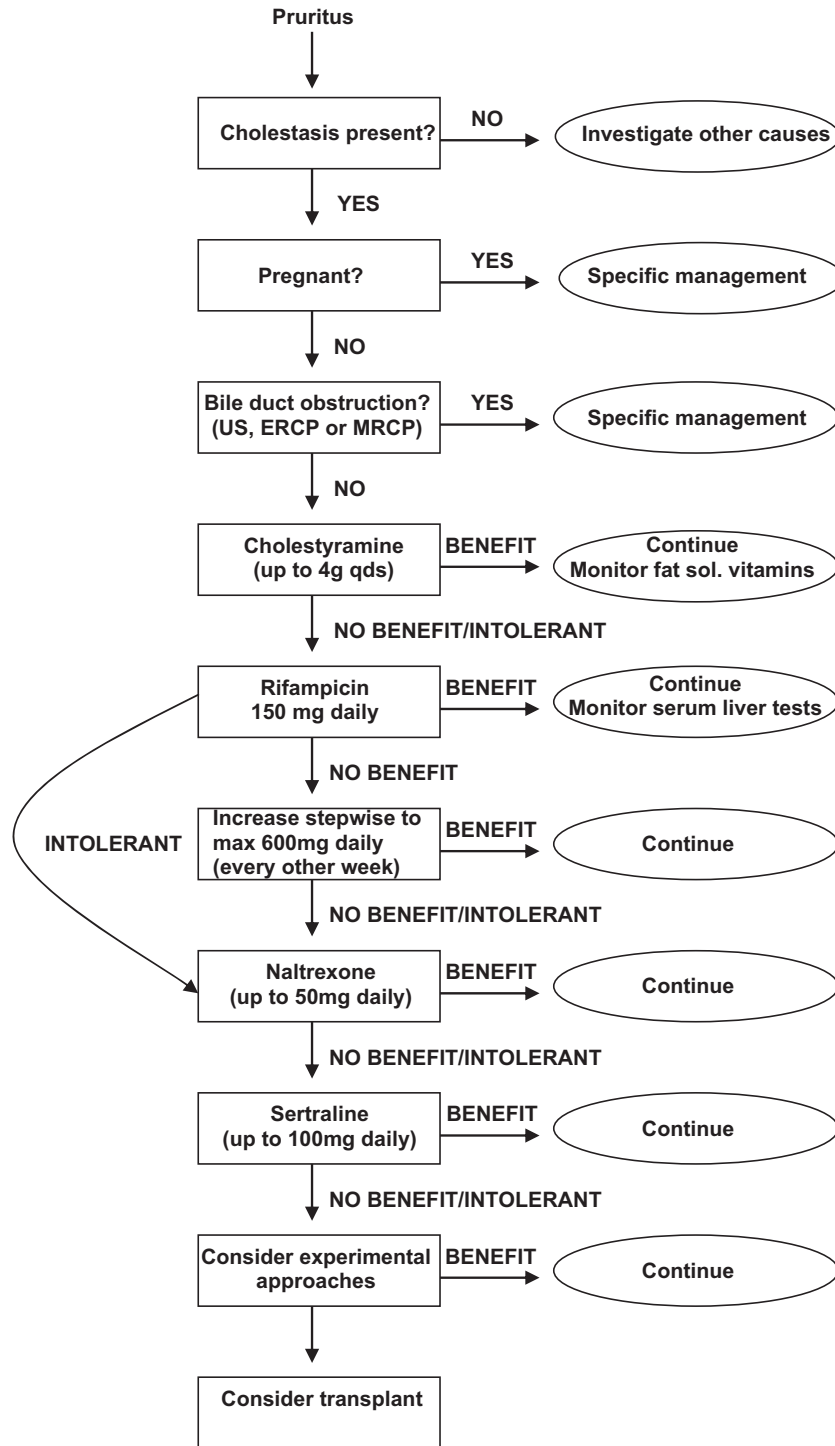 Pruritus
Cholestasis present?
NO
Investigate other causes
YES
Pregnant?
YES
Specific management
NO
Bile duct obstruction?
(US, ERCP or MRCP)
YES
Specific management
NO
Cholestyramine
(up to 4g qds)
BENEFIT
Continue
Monitor fat sol. vitamins
NO BENEFIT/INTOLERANT
Rifampicin
150 mg daily
BENEFIT
Continue
Monitor serum liver tests
NO BENEFIT
INTOLERANT
Increase stepwise to
max 600mg daily
(every other week)
BENEFIT
Continue
NO BENEFIT/INTOLERANT
Naltrexone
(up to 50mg daily)
BENEFIT
Continue
NO BENEFIT/INTOLERANT
Sertraline
(up to 100mg daily)
BENEFIT
Continue
NO BENEFIT/INTOLERANT
Consider experimental
approaches
BENEFIT
Continue
Consider transplant